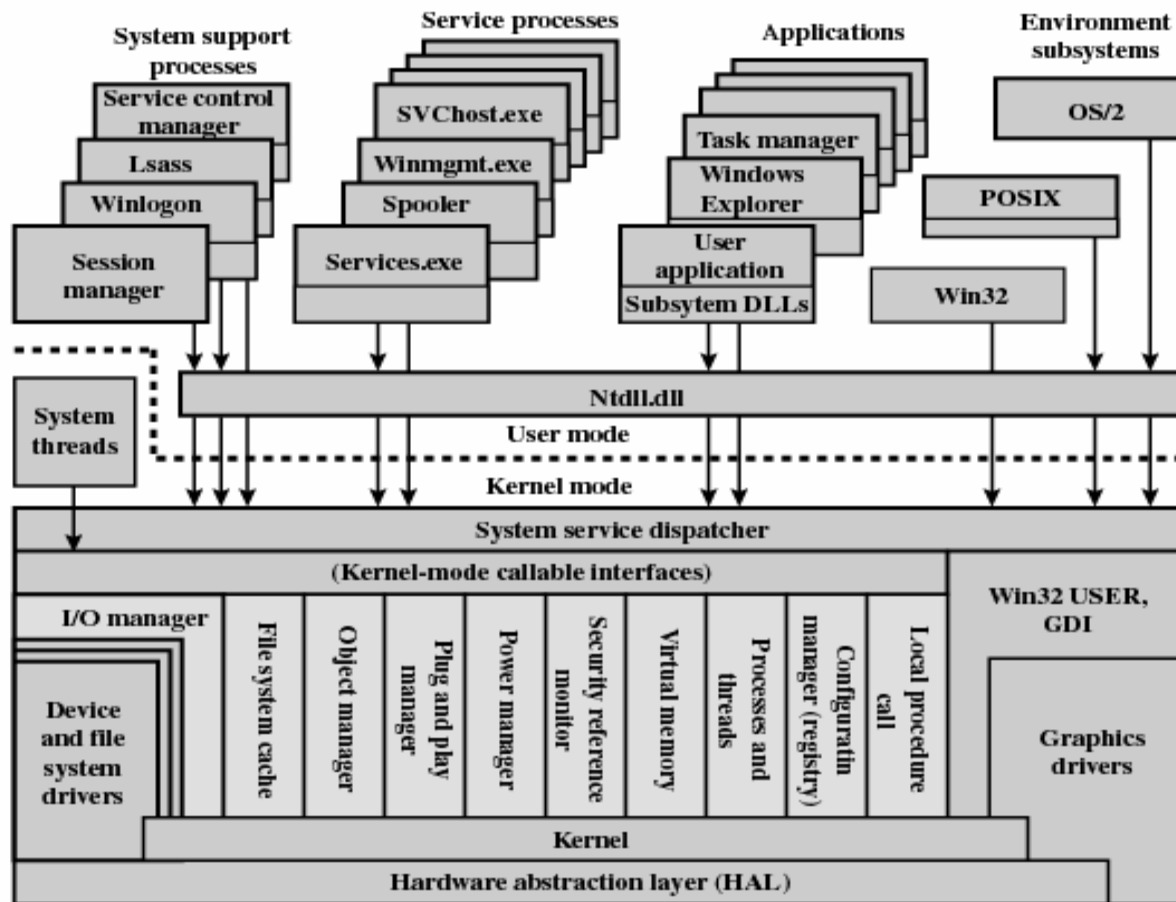 System support
processes
Service processes
Applications
Environment
subsystems
Service control
manager
Lsass
Winlogon
Session
manager
SVChost.exe
Winmgmt.exe
Spooler
Services.exe
Task manager
Windows
Explorer
User
application
Subsytem DLLs
OS/2
POSIX
Win32
System
threads
Ntdll.dll
User mode
Kernel mode
System service dispatcher
(Kernel-mode callable interfaces)
I/O manager
Device
and file
system
drivers
File system cache
Object manager
Plug and play
manager
Power manager
Security reference
monitor
Virtual memory
Processes and
threads
Configuratin
manager (registry)
Local procedure
call
Win32 USER,
GDI
Graphics
drivers
Kernel
Hardware abstraction layer (HAL)